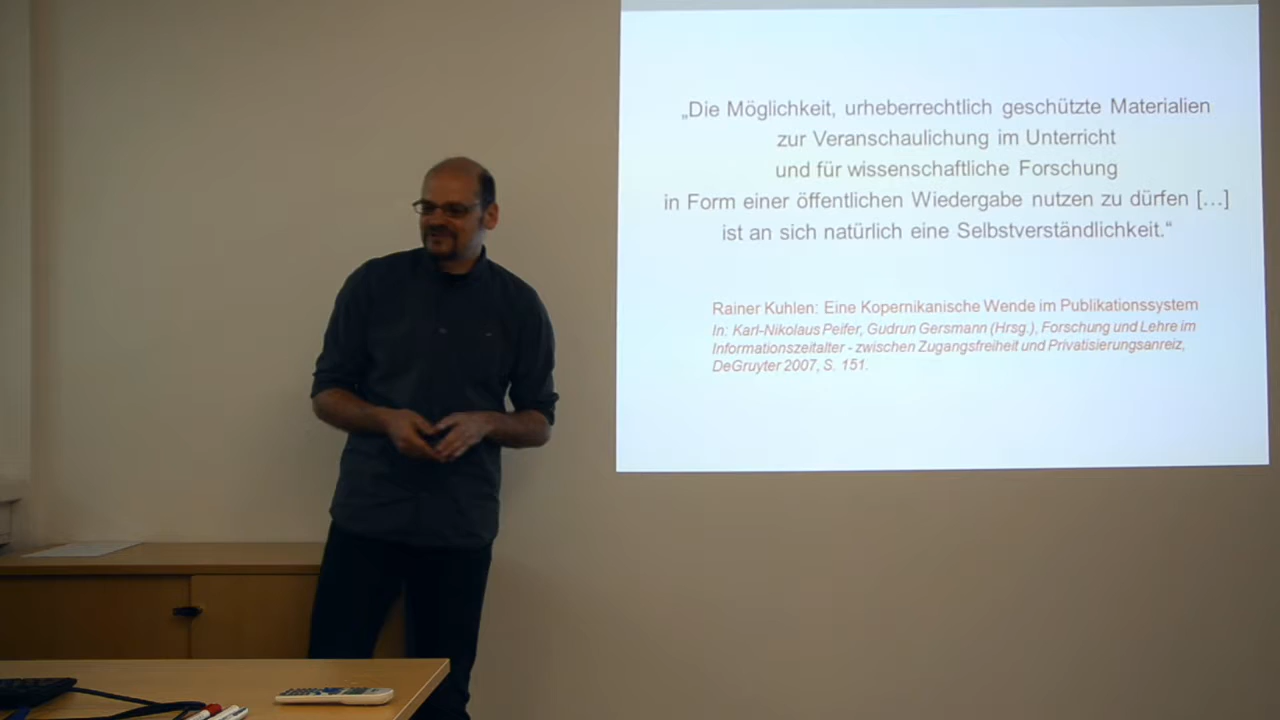 „Die Möglichkeit, urheberrechtlich geschützte Materialien
zur Veranschaulichung im Unterricht
und für wissenschaftliche Forschung
in Form einer öffentlichen Wiedergabe nutzen zu dürfen […]
ist an sich natürlich eine Selbstverständlichkeit.“
Rainer Kuhlen: Eine Kopernikanische Wende im Publikationssystem
In: Karl-Nikolaus Peifer, Gudrun Gersmann (Hrsg.), Forschung und Lehre im
Informationszeitalter - zwischen Zugangsfreiheit und Privatisierungsanreiz,
DeGruyter 2007, S. 151.